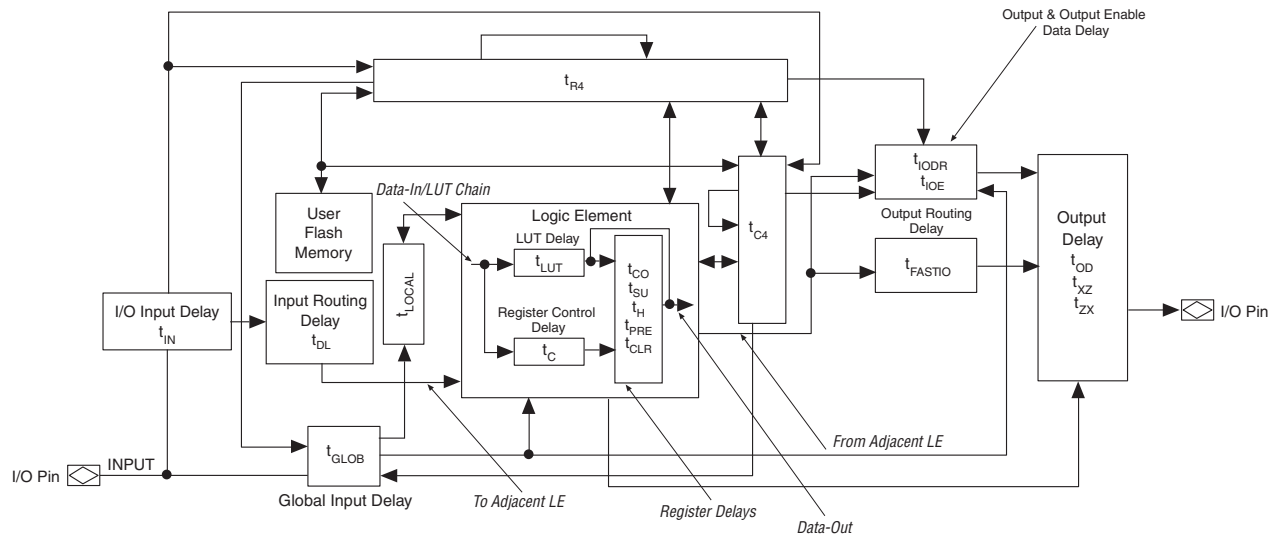 Output & Output Enable
Data Delay
tR4
tIODR
tIOE
Data-In/LUT Chain
User
Flash
Memory
Logic Element
LUT Delay
tLUT
tC4
Output Routing
Delay
tFASTIO
Output
Delay
tOD
tXZ
tZX
I/O Pin
tLOCAL
tCO
tSU
tH
tPRE
tCLR
Register Control
Delay
tC
I/O Input Delay
tIN
Input Routing
Delay
tDL
From Adjacent LE
I/O Pin
INPUT
tGLOB
Global Input Delay
To Adjacent LE
Register Delays
Data-Out